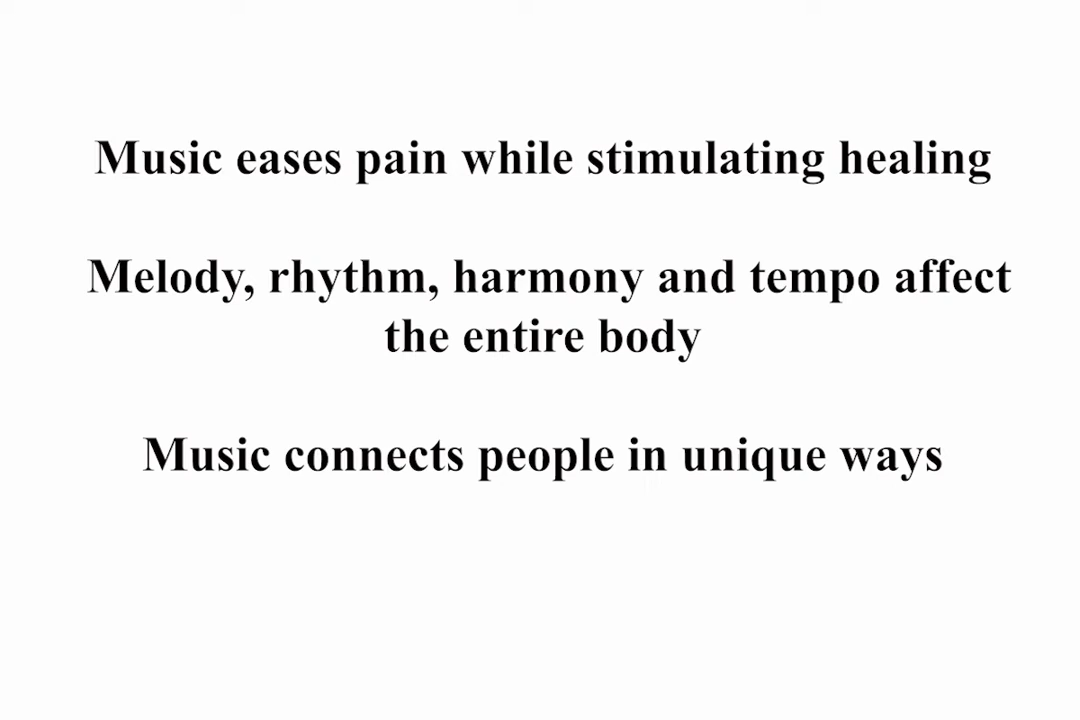 Music eases pain while stimulating healing
Melody, rhythm, harmony and tempo affect
the entire body
Music connects people in unique ways